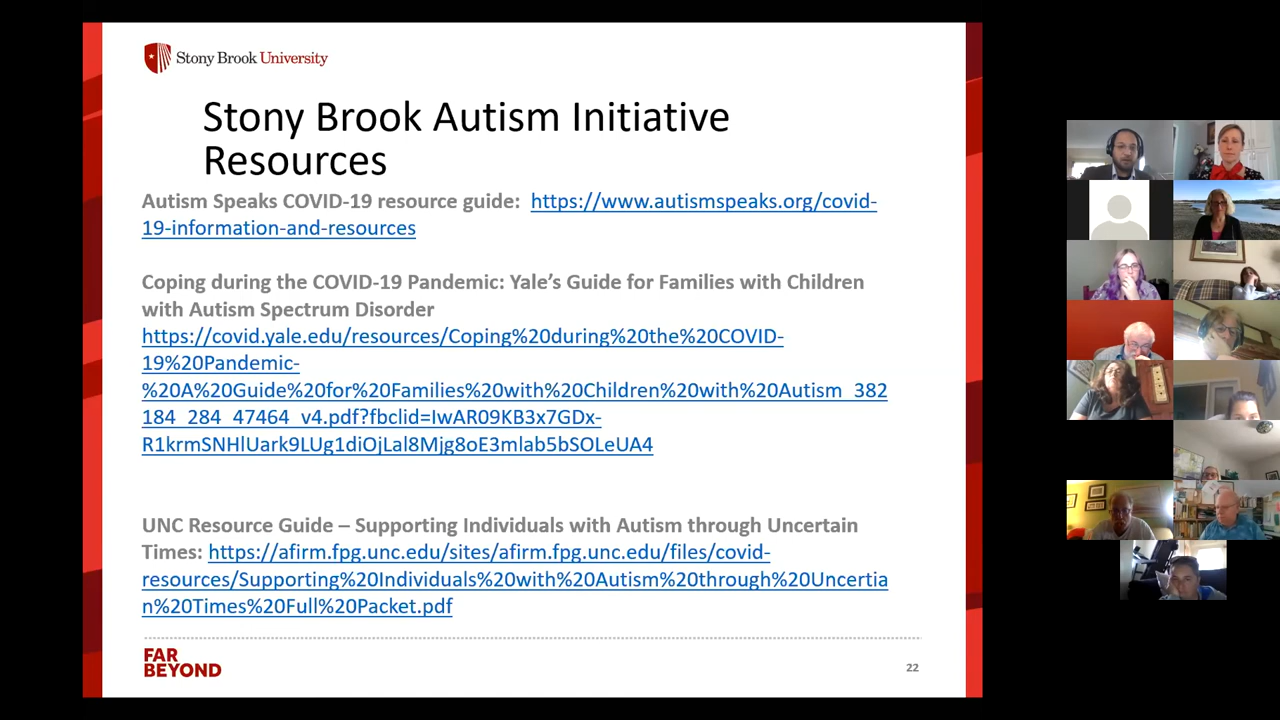 Stony Brook University
Stony Brook Autism Initiative
Resources
Autism Speaks COVID-19 resource guide: https://www.autismspeaks.org/covid-
19-information-and-resources
Coping during the COVID-19 Pandemic: Yale’s Guide for Families with Children
with Autism Spectrum Disorder
https://covid.yale.edu/resources/Coping%20during%20the%20COVID-
19%20Pandemic-
%20A%20Guide%20for%20Families%20with%20Children%20with%20Autism_382
184_284_47464_v4.pdf?fbclid=IwAR09KB3x7GDx-
R1krmSNHlUark9LUg1diOjLal8Mjg8oE3mlab5bSOLeUA4
UNC Resource Guide – Supporting Individuals with Autism through Uncertain
Times: https://afirm.fpg.unc.edu/sites/afirm.fpg.unc.edu/files/covid-
resources/Supporting%20Individuals%20with%20Autism%20through%20Uncertia
n%20Times%20Full%20Packet.pdf
FAR
BEYOND
22